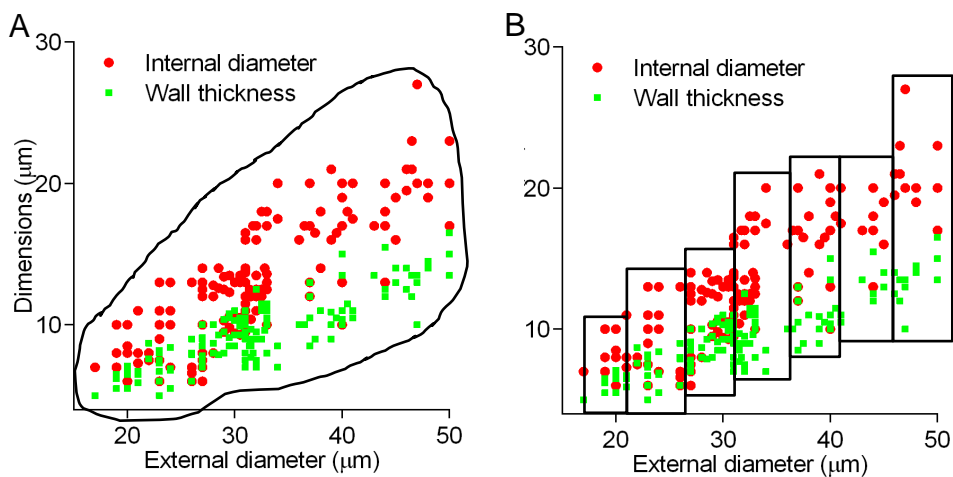 A
30
Internal diameter
Wall thickness
20
10
Dimensions (μm)
20
30
40
50
External diameter (μm)
B
30
Internal diameter
Wall thickness
20
10
20
30
40
50
External diameter (μm)